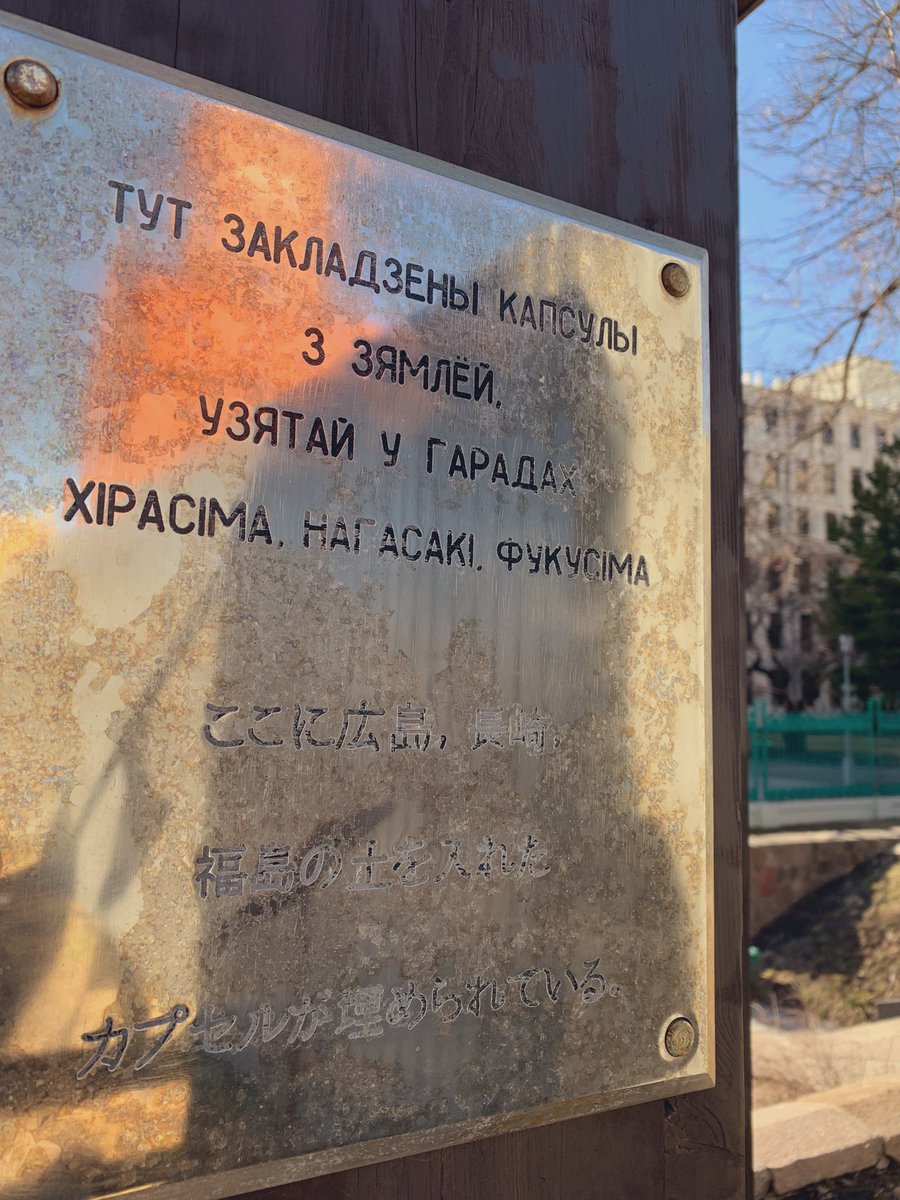 ТУТ ЗАКЛАДЗЕНЫ КАПСУЛЫ
З ЗЯМЛЁЙ,
УЗЯТАЙ У ГАРАДАХ
ХІРАСІМА, НАГАСАКІ, ФУКУСІМА
ここに広島, 長崎,
福島の土を入れた
カプセルが埋められている。